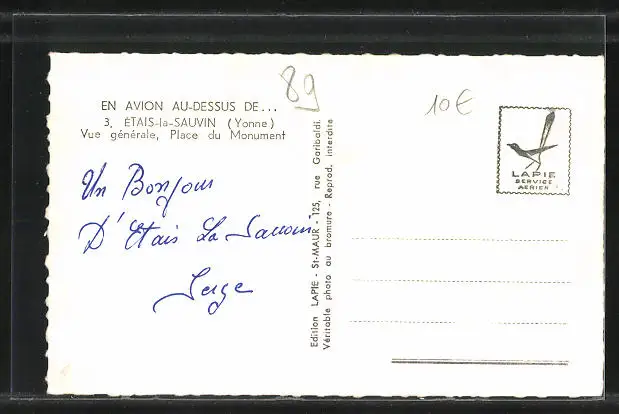 EN AVION AU-DESSUS DE...
3, ÉTAIS-la-SAUVIN (Yonne)
Vue générale, Place du Monument
89
10€
Un Bonjour
D'Etais La Sauvin
Serge
Edition LAPIE - St-MAUR - 125, rue Garibaldi.
Véritable photo au bromure - Reprod. interdite
LAPIE
SERVICE
AERIEN